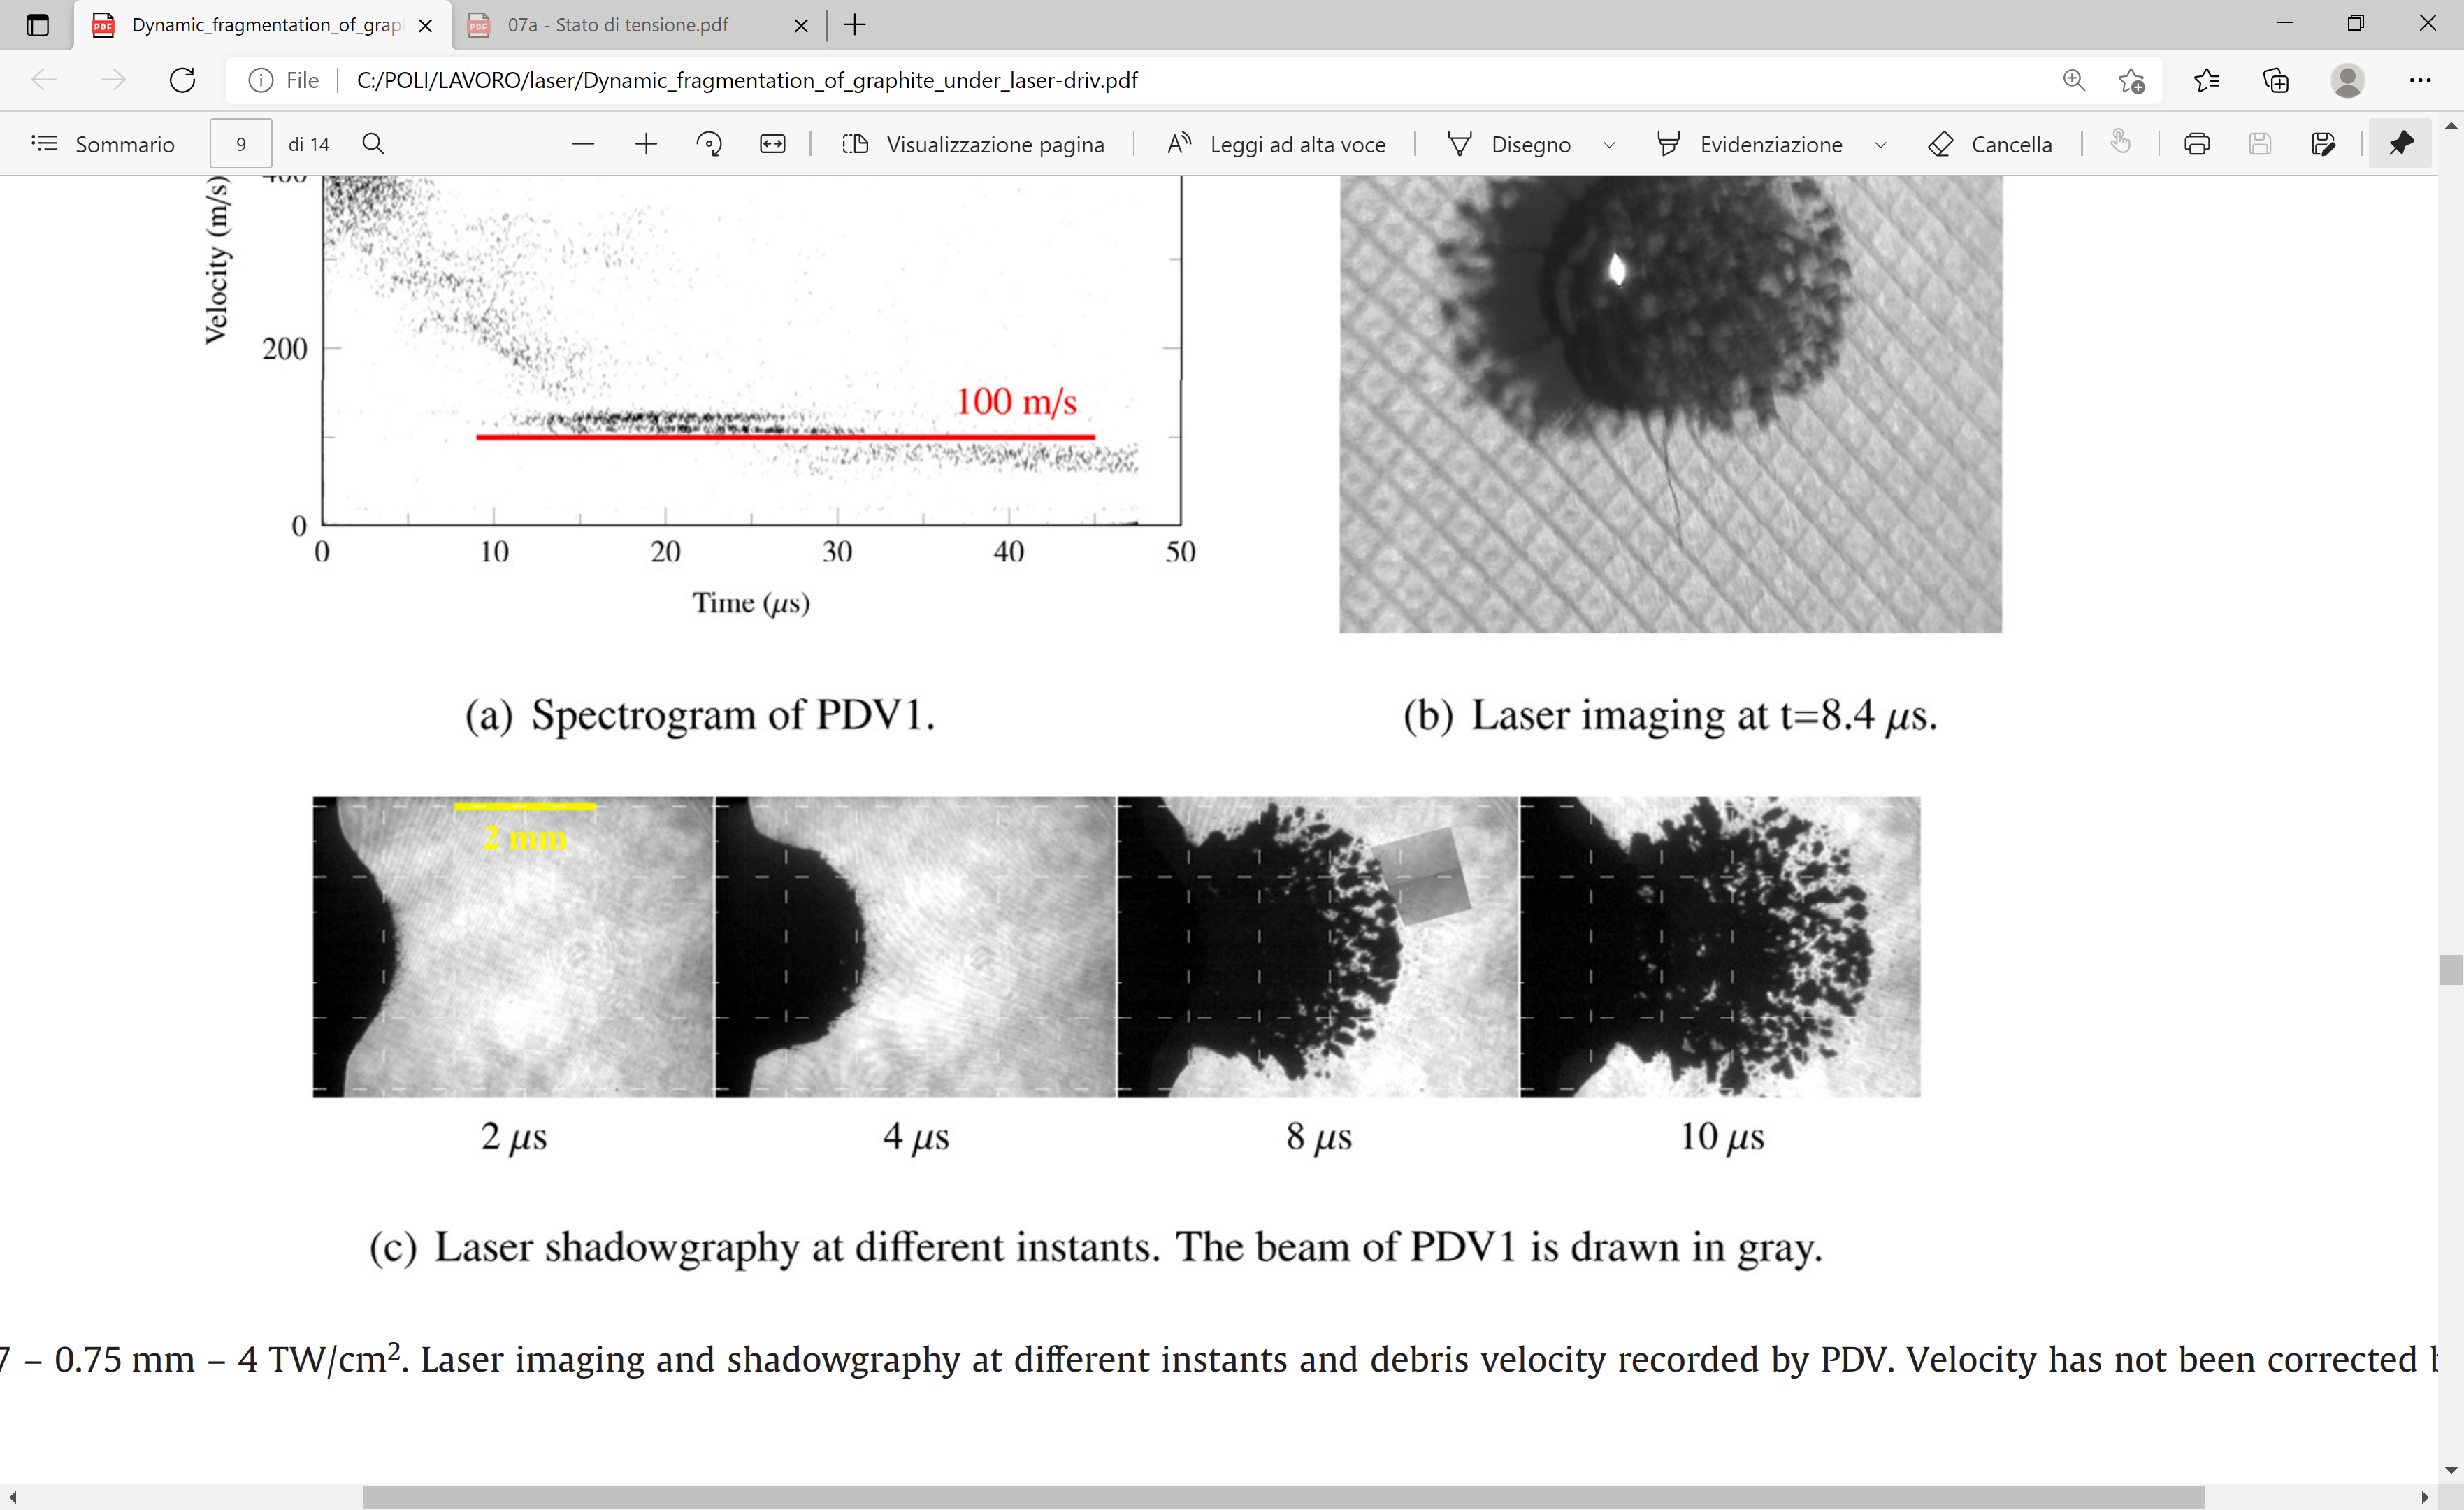 Dynamic_fragmentation_of_grap
07a - Stato di tensione.pdf
File
C:/POLI/LAVORO/laser/Dynamic_fragmentation_of_graphite_under_laser-driv.pdf
Sommario
9
di 14
Visualizzazione pagina
Leggi ad alta voce
Disegno
Evidenziazione
Cancella
Velocity (m/s)
400
200
0
100 m/s
0 10 20 30 40 50
Time (μs)
(a) Spectrogram of PDV1.
(b) Laser imaging at t=8.4 μs.
2 mm
2 μs
4 μs
8 μs
10 μs
(c) Laser shadowgraphy at different instants. The beam of PDV1 is drawn in gray.
7 – 0.75 mm – 4 TW/cm². Laser imaging and shadowgraphy at different instants and debris velocity recorded by PDV. Velocity has not been corrected